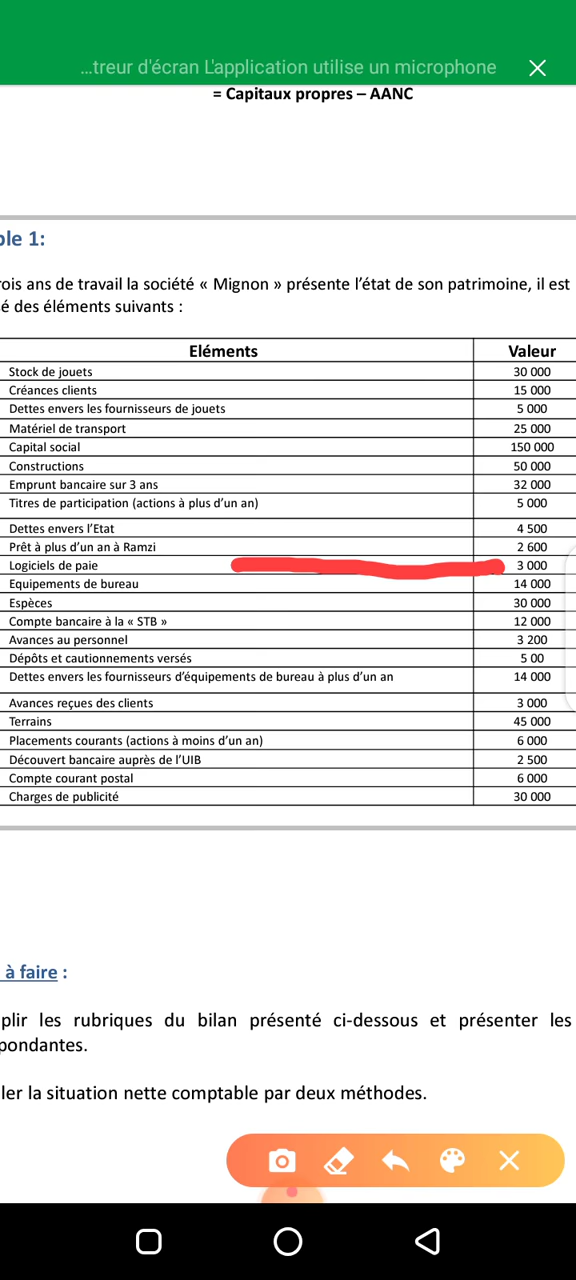 ...treur d'écran L'application utilise un microphone
= Capitaux propres – AANC
ple 1:
rois ans de travail la société « Mignon » présente l'état de son patrimoine, il est
é des éléments suivants :
Eléments Valeur
Stock de jouets 30 000
Créances clients 15 000
Dettes envers les fournisseurs de jouets 5 000
Matériel de transport 25 000
Capital social 150 000
Constructions 50 000
Emprunt bancaire sur 3 ans 32 000
Titres de participation (actions à plus d'un an) 5 000
Dettes envers l'Etat 4 500
Prêt à plus d'un an à Ramzi 2 600
Logiciels de paie 3 000
Equipements de bureau 14 000
Espèces 30 000
Compte bancaire à la « STB » 12 000
Avances au personnel 3 200
Dépôts et cautionnements versés 5 00
Dettes envers les fournisseurs d'équipements de bureau à plus d'un an 14 000
Avances reçues des clients 3 000
Terrains 45 000
Placements courants (actions à moins d'un an) 6 000
Découvert bancaire auprès de l'UIB 2 500
Compte courant postal 6 000
Charges de publicité 30 000
à faire :
plir les rubriques du bilan présenté ci-dessous et présenter les
pondantes.
ler la situation nette comptable par deux méthodes.